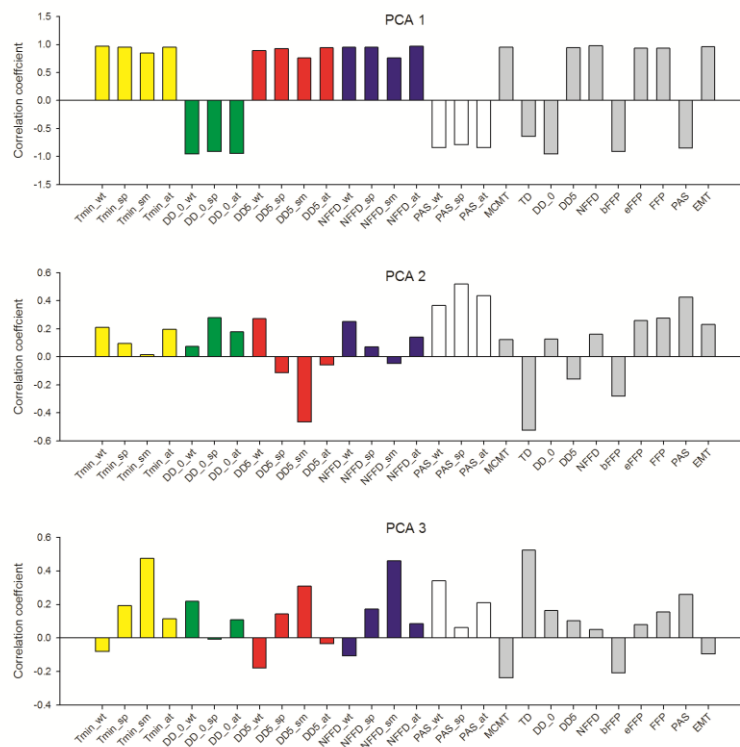 PCA 1
Correlation coeffcient
1.5
1.0
0.5
0.0
-0.5
-1.0
-1.5
Tmin_wt Tmin_sp Tmin_sm Tmin_at DD_0_wt DD_0_sp DD_0_at DD5_wt DD5_sp DD5_sm DD5_at NFFD_wt NFFD_sp NFFD_sm NFFD_at PAS_wt PAS_sp PAS_at MCMT TD DD_0 DD5 NFFD bFFP eFFP FFP PAS EMT
PCA 2
Correlation coeffcient
0.6
0.4
0.2
0.0
-0.2
-0.4
-0.6
Tmin_wt Tmin_sp Tmin_sm Tmin_at DD_0_wt DD_0_sp DD_0_at DD5_wt DD5_sp DD5_sm DD5_at NFFD_wt NFFD_sp NFFD_sm NFFD_at PAS_wt PAS_sp PAS_at MCMT TD DD_0 DD5 NFFD bFFP eFFP FFP PAS EMT
PCA 3
Correlation coeffcient
0.6
0.4
0.2
0.0
-0.2
-0.4
Tmin_wt Tmin_sp Tmin_sm Tmin_at DD_0_wt DD_0_sp DD_0_at DD5_wt DD5_sp DD5_sm DD5_at NFFD_wt NFFD_sp NFFD_sm NFFD_at PAS_wt PAS_sp PAS_at MCMT TD DD_0 DD5 NFFD bFFP eFFP FFP PAS EMT